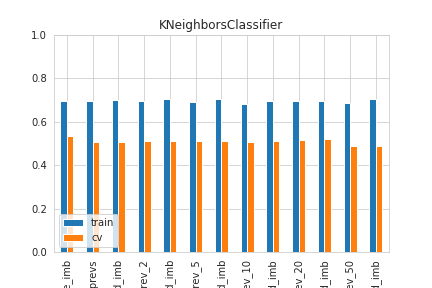 KNeighborsClassifier
1.0
0.8
0.6
0.4
0.2
0.0
train
cv
e_imb
prevs
d_imb
rev_2
d_imb
rev_5
d_imb
ev_10
d_imb
ev_20
d_imb
ev_50
d_imb